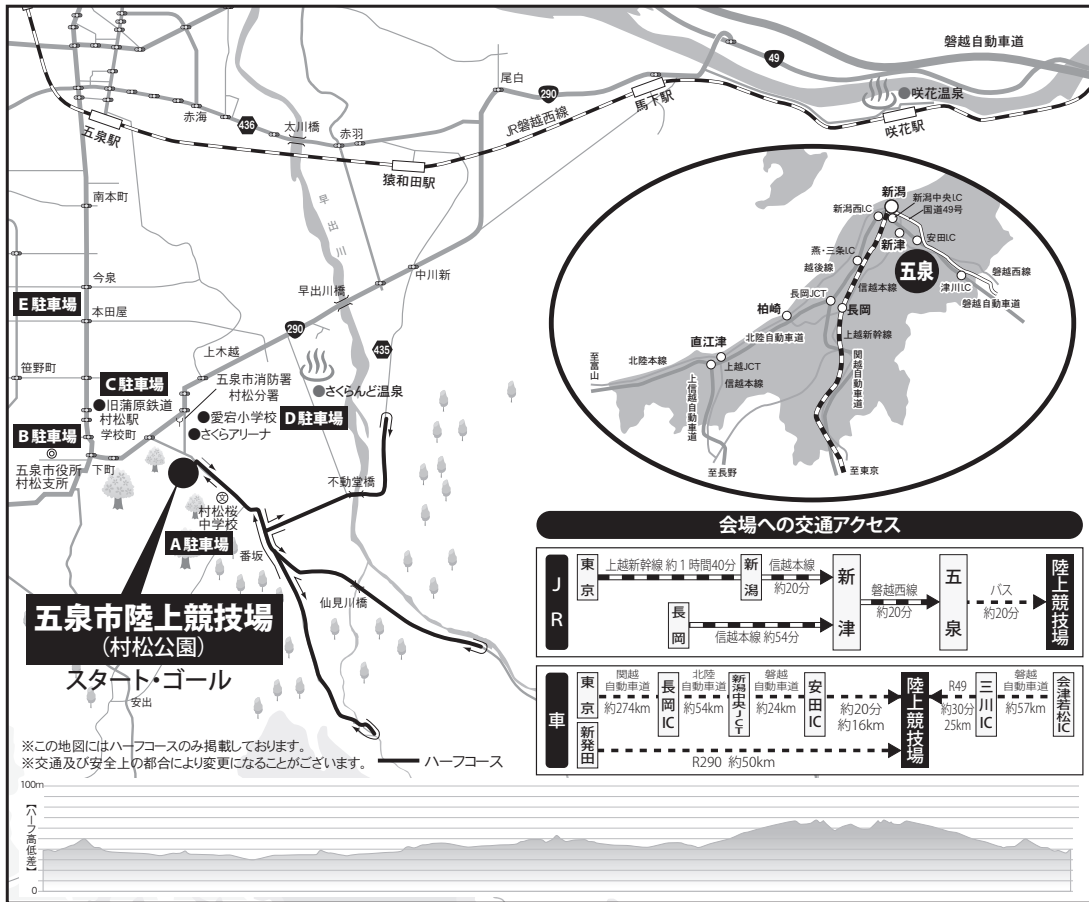 磐越自動車道
49
尾白
290
馬下駅
咲花温泉
咲花駅
JR磐越西線
赤海
436
太川橋
赤羽
五泉駅
猿和田駅
南本町
早出川
今泉
中川新
早出川橋
E駐車場
本田屋
290
435
上木越
笹野町
C駐車場
五泉市消防署
村松分署
さくらんど温泉
旧蒲原鉄道
村松駅
愛宕小学校
D駐車場
B駐車場
学校町
さくらアリーナ
五泉市役所
村松支所
下町
不動堂橋
文
村松桜
中学校
A駐車場
番坂
仙見川橋
五泉市陸上競技場
(村松公園)
スタート・ゴール
安出
※この地図にはハーフコースのみ掲載しております。
※交通及び安全上の都合により変更になることがございます。
ハーフコース
新潟
新潟中央I.C
国道49号
新潟西I.C
安田I.C
新津
燕・三条I.C
五泉
越後線
磐越西線
信越本線
津川I.C
長岡JCT.
磐越自動車道
柏崎
長岡
北陸自動車道
上越新幹線
直江津
北陸本線
上越JCT
至富山
信越本線
関越自動車道
上信越自動車道
至長野
至東京
会場への交通アクセス
JR
東京
上越新幹線 約1時間40分
新潟
信越本線
約20分
新津
磐越西線
約20分
五泉
バス
約20分
陸上競技場
長岡
信越本線 約54分
車
東京
関越
自動車道
約274km
長岡IC
北陸
自動車道
約54km
新潟中央JCT
磐越
自動車道
約24km
安田IC
約20分
約16km
陸上競技場
R49
約30分
25km
三川IC
磐越
自動車道
約57km
会津若松IC
新発田
R290 約50km
100m
【ハーフ高低差】
0